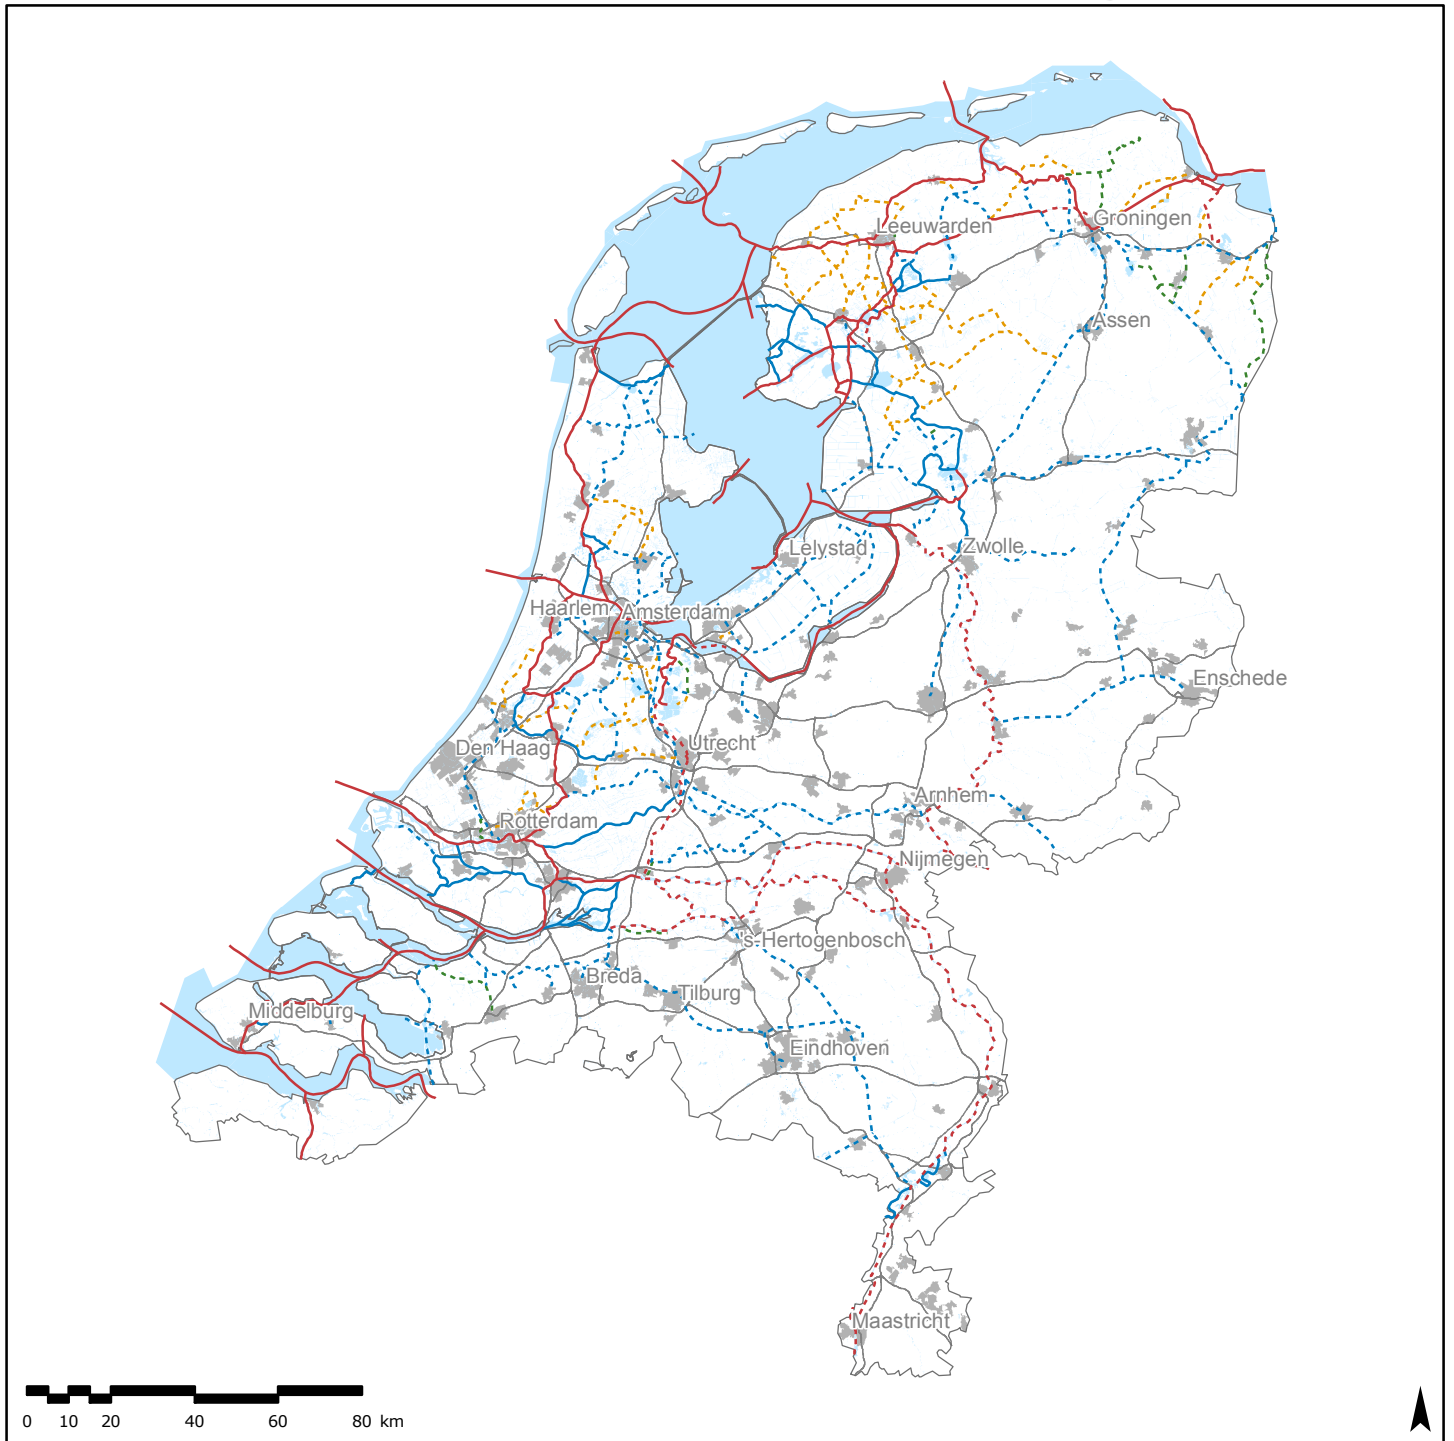 Leeuwarden
Groningen
Assen
Lelystad
Zwolle
Haarlem
Amsterdam
Enschede
Den Haag
Utrecht
Arnhem
Rotterdam
Nijmegen
's-Hertogenbosch
Breda
Tilburg
Middelburg
Eindhoven
Maastricht
0 10 20 40 60 80 km